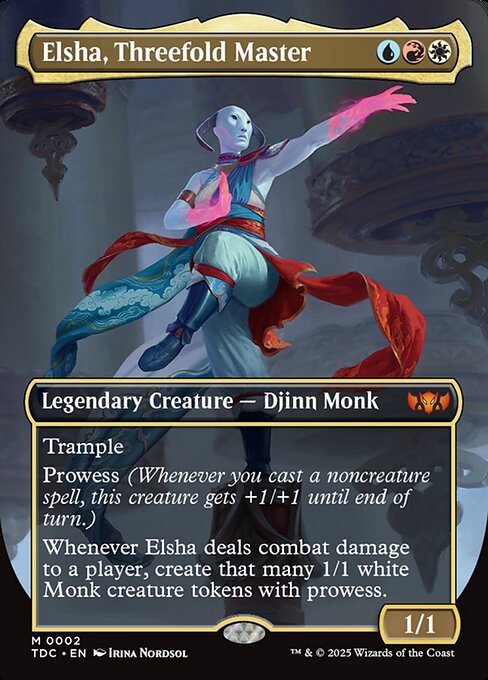 Elsha, Threefold Master
Legendary Creature — Djinn Monk
Trample
Prowess (Whenever you cast a noncreature
spell, this creature gets +1/+1 until end of
turn.)
Whenever Elsha deals combat damage
to a player, create that many 1/1 white
Monk creature tokens with prowess.
1/1
M 0002
TDC • EN Irina Nordsol
™ & © 2025 Wizards of the Coast